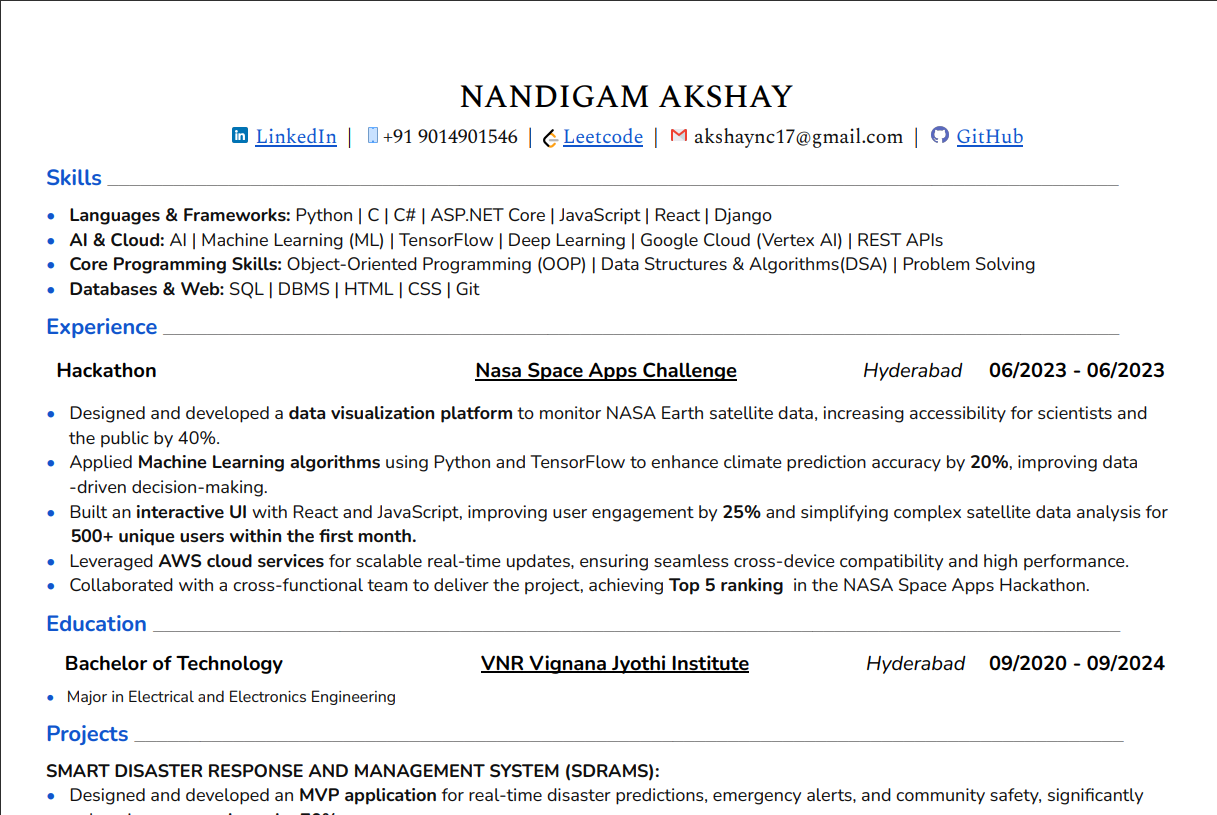 NANDIGAM AKSHAY
LinkedIn | +91 9014901546 | Leetcode | akshaync17@gmail.com | GitHub
Skills
• Languages & Frameworks: Python | C | C# | ASP.NET Core | JavaScript | React | Django
• AI & Cloud: AI | Machine Learning (ML) | TensorFlow | Deep Learning | Google Cloud (Vertex AI) | REST APIs
• Core Programming Skills: Object-Oriented Programming (OOP) | Data Structures & Algorithms(DSA) | Problem Solving
• Databases & Web: SQL | DBMS | HTML | CSS | Git
Experience
Hackathon Nasa Space Apps Challenge Hyderabad 06/2023 - 06/2023
• Designed and developed a data visualization platform to monitor NASA Earth satellite data, increasing accessibility for scientists and
the public by 40%.
• Applied Machine Learning algorithms using Python and TensorFlow to enhance climate prediction accuracy by 20%, improving data
-driven decision-making.
• Built an interactive UI with React and JavaScript, improving user engagement by 25% and simplifying complex satellite data analysis for
500+ unique users within the first month.
• Leveraged AWS cloud services for scalable real-time updates, ensuring seamless cross-device compatibility and high performance.
• Collaborated with a cross-functional team to deliver the project, achieving Top 5 ranking in the NASA Space Apps Hackathon.
Education
Bachelor of Technology VNR Vignana Jyothi Institute Hyderabad 09/2020 - 09/2024
• Major in Electrical and Electronics Engineering
Projects
SMART DISASTER RESPONSE AND MANAGEMENT SYSTEM (SDRAMS):
• Designed and developed an MVP application for real-time disaster predictions, emergency alerts, and community safety, significantly